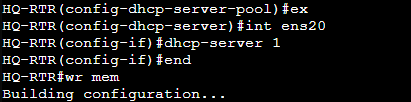 HQ-RTR(config-dhcp-server-pool)#ex
HQ-RTR(config-dhcp-server)#int ens20
HQ-RTR(config-if)#dhcp-server 1
HQ-RTR(config-if)#end
HQ-RTR#wr mem
Building configuration...